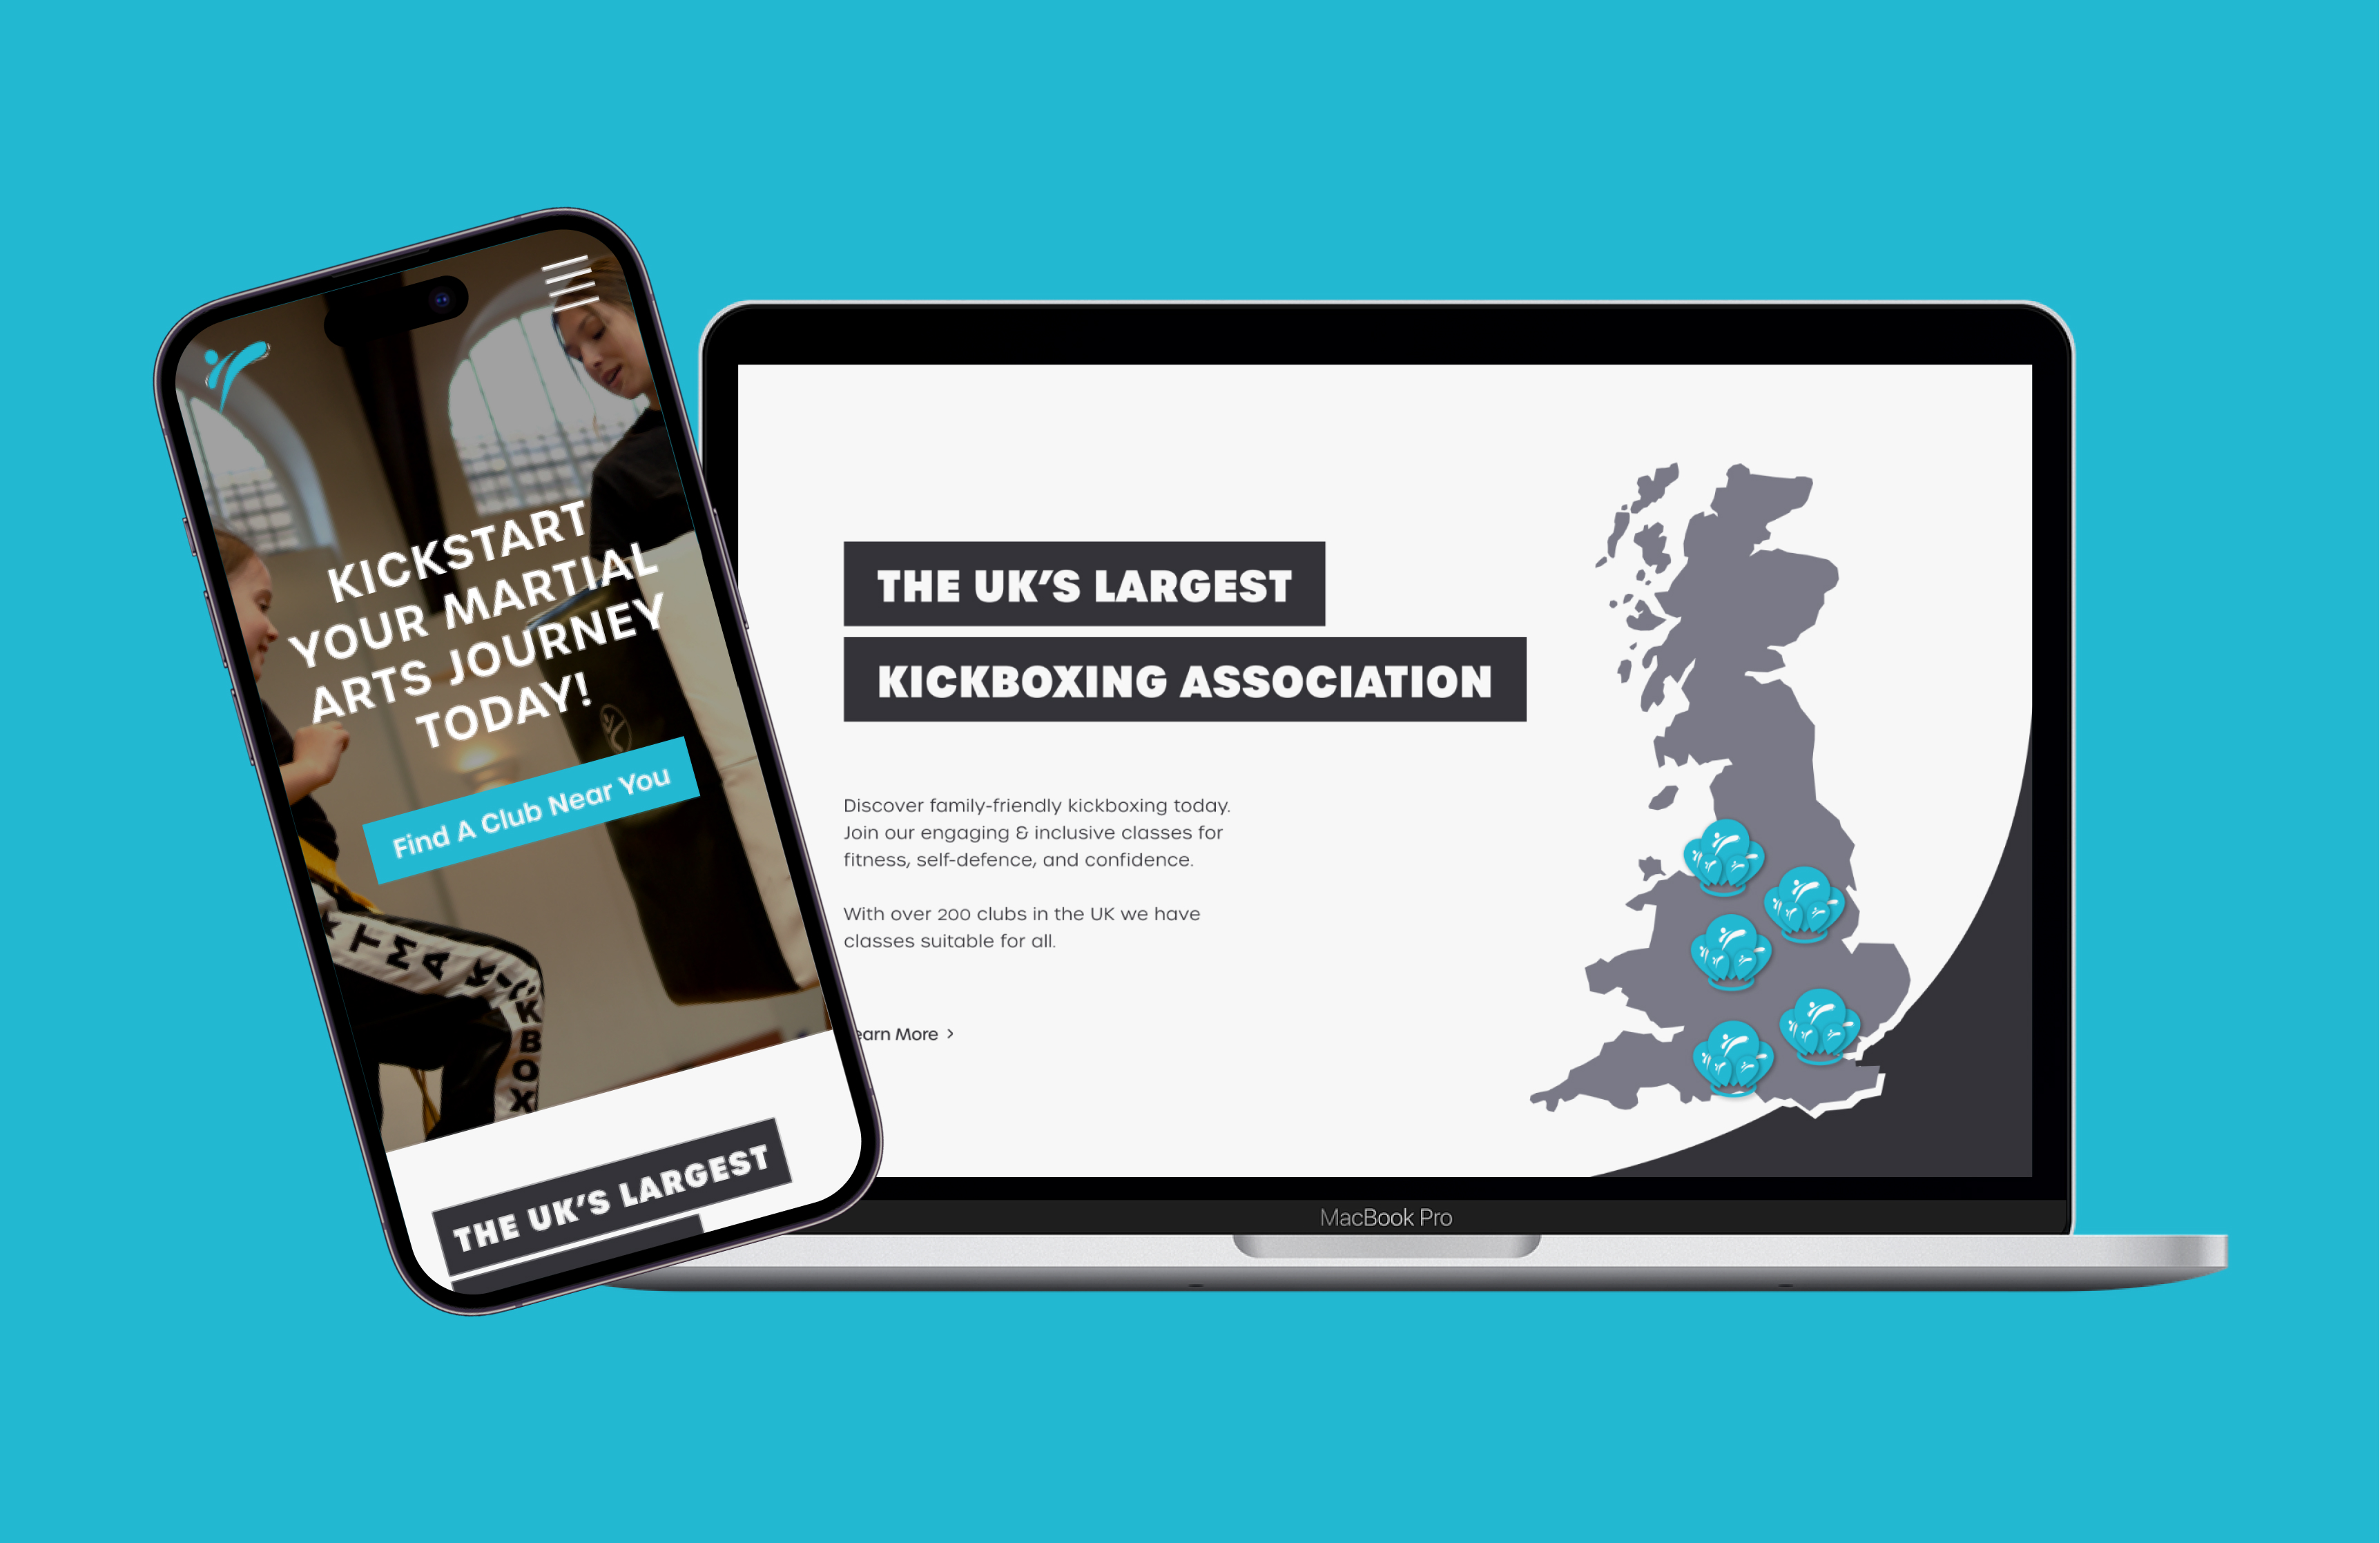 KICKSTART
YOUR MARTIAL
ARTS JOURNEY
TODAY!
Find A Club Near You
TMA KICKBOX
THE UK'S LARGEST
THE UK'S LARGEST
KICKBOXING ASSOCIATION
Discover family-friendly kickboxing today.
Join our engaging & inclusive classes for
fitness, self-defence, and confidence.
With over 200 clubs in the UK we have
classes suitable for all.
earn More >
MacBook Pro